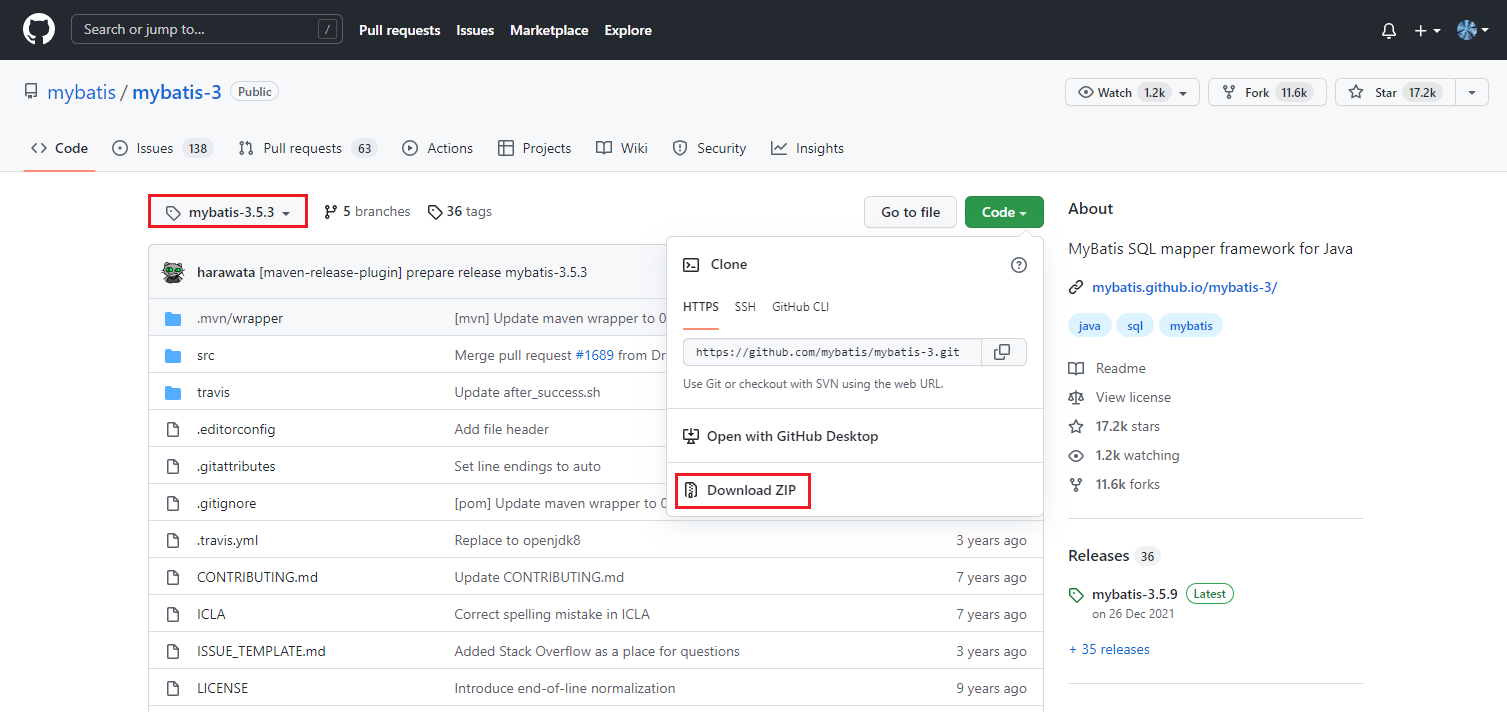 Search or jump to... /
Pull requests Issues Marketplace Explore
mybatis / mybatis-3 Public
Watch 1.2k Fork 11.6k Star 17.2k
Code Issues 138 Pull requests 63 Actions Projects Wiki Security Insights
mybatis-3.5.3 5 branches 36 tags
Go to file Code
harawata [maven-release-plugin] prepare release mybatis-3.5.3
.mvn/wrapper [mvn] Update maven wrapper to 0
src Merge pull request #1689 from Dr
travis Update after_success.sh
.editorconfig Add file header
.gitattributes Set line endings to auto
.gitignore [pom] Update maven wrapper to 0
.travis.yml Replace to openjdk8 3 years ago
CONTRIBUTING.md Update CONTRIBUTING.md 7 years ago
ICLA Correct spelling mistake in ICLA 7 years ago
ISSUE_TEMPLATE.md Added Stack Overflow as a place for questions 3 years ago
LICENSE Introduce end-of-line normalization 9 years ago
Clone
HTTPS SSH GitHub CLI
https://github.com/mybatis/mybatis-3.git
Use Git or checkout with SVN using the web URL.
Open with GitHub Desktop
Download ZIP
About
MyBatis SQL mapper framework for Java
mybatis.github.io/mybatis-3/
java sql mybatis
Readme
View license
17.2k stars
1.2k watching
11.6k forks
Releases 36
mybatis-3.5.9 Latest
on 26 Dec 2021
+ 35 releases